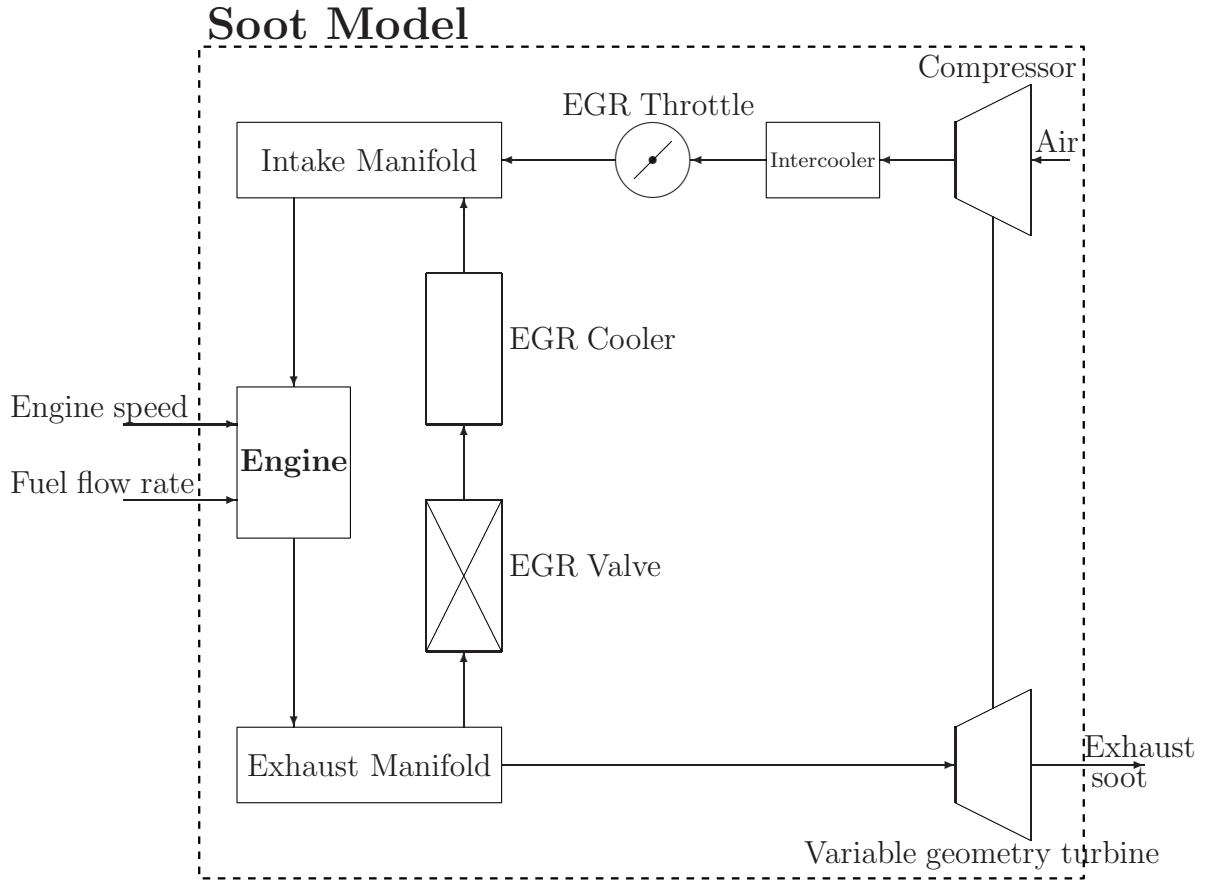 Soot Model
Compressor
EGR Throttle
Intake Manifold
Intercooler
Air
EGR Cooler
Engine speed
Engine
Fuel flow rate
EGR Valve
Exhaust Manifold
Exhaust
soot
Variable geometry turbine